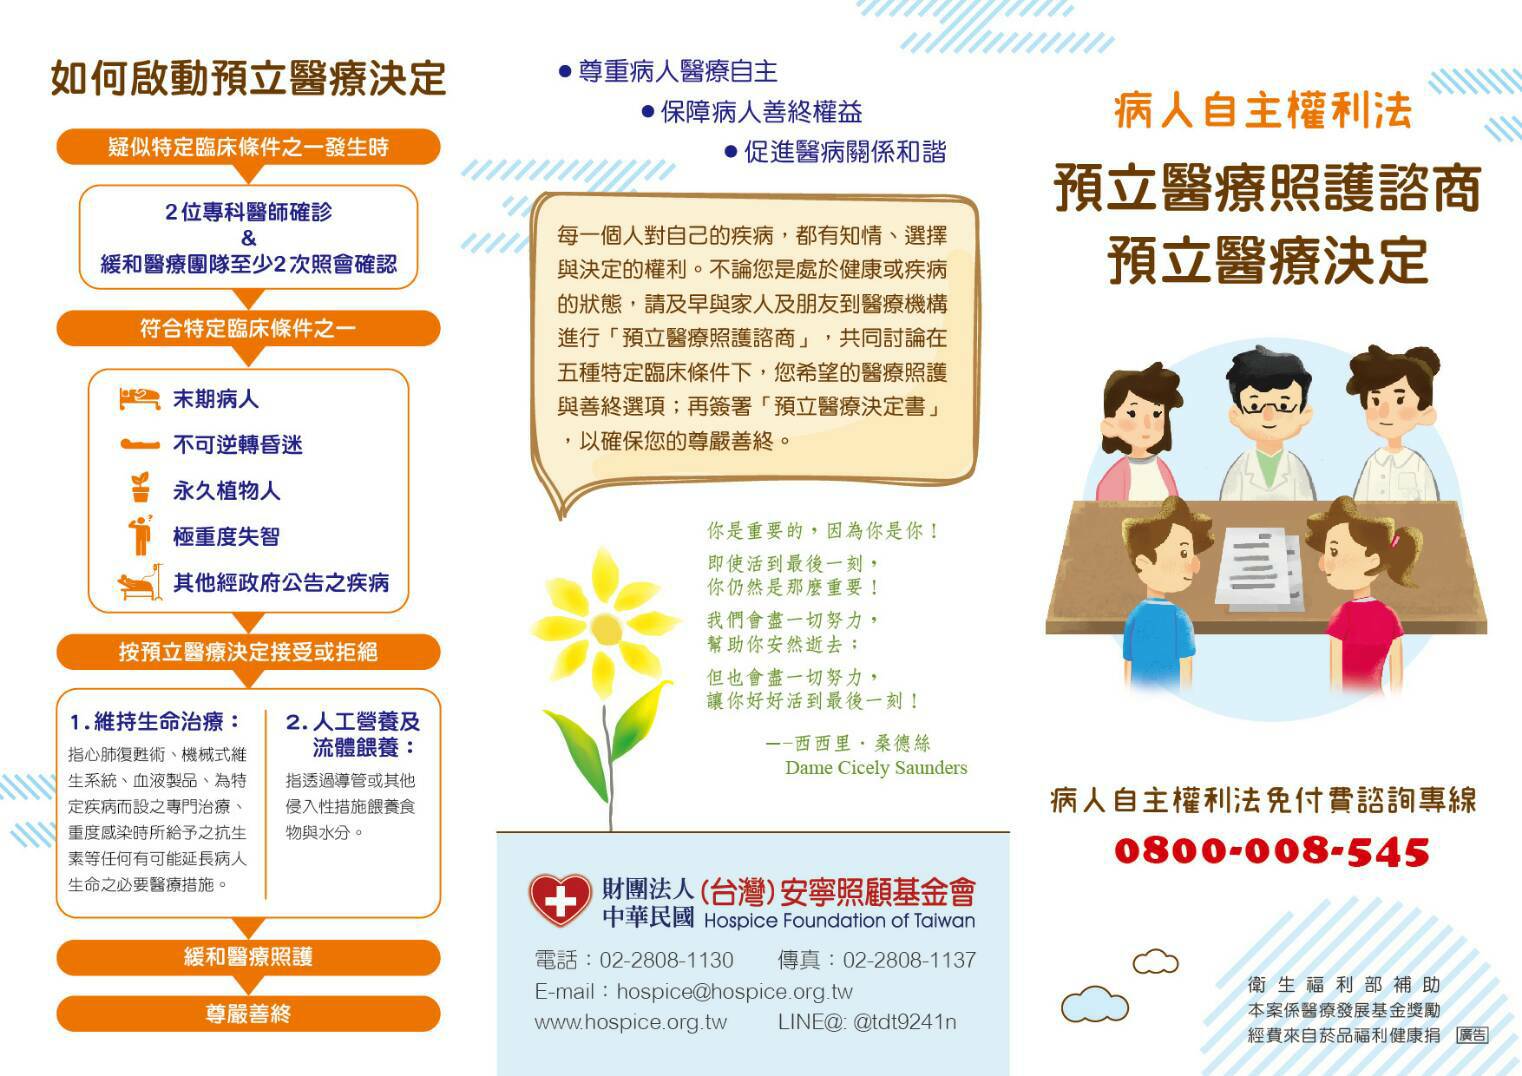 如何啟動預立醫療決定
疑似特定臨床條件之一發生時
2位專科醫師確診
&
緩和醫療團隊至少2次照會確認
符合特定臨床條件之一
末期病人
不可逆轉昏迷
永久植物人
極重度失智
其他經政府公告之疾病
按預立醫療決定接受或拒絕
1.維持生命治療：
指心肺復甦術、機械式維
生系統、血液製品、為特
定疾病而設之專門治療、
重度感染時所給予之抗生
素等任何有可能延長病人
生命之必要醫療措施。
2.人工營養及
流體餵養：
指透過導管或其他
侵入性措施餵養食
物與水分。
緩和醫療照護
尊嚴善終
●尊重病人醫療自主
●保障病人善終權益
●促進醫病關係和諧
每一個人對自己的疾病，都有知情、選擇
與決定的權利。不論您是處於健康或疾病
的狀態，請及早與家人及朋友到醫療機構
進行「預立醫療照護諮商」，共同討論在
五種特定臨床條件下，您希望的醫療照護
與善終選項；再簽署「預立醫療決定書」
，以確保您的尊嚴善終。
你是重要的，因為你是你！
即使活到最後一刻，
你仍然是那麼重要！
我們會盡一切努力，
幫助你安然逝去；
但也會盡一切努力，
讓你好好活到最後一刻！
—–西西里．桑德絲
Dame Cicely Saunders
財團法人
中華民國
(台灣)安寧照顧基金會
Hospice Foundation of Taiwan
電話：02-2808-1130 傳真：02-2808-1137
E-mail：hospice@hospice.org.tw
www.hospice.org.tw LINE@: @tdt9241n
病人自主權利法
預立醫療照護諮商
預立醫療決定
病人自主權利法免付費諮詢專線
0800-008-545
衛生福利部補助
本案係醫療發展基金獎勵
經費來自菸品福利健康捐 廣告